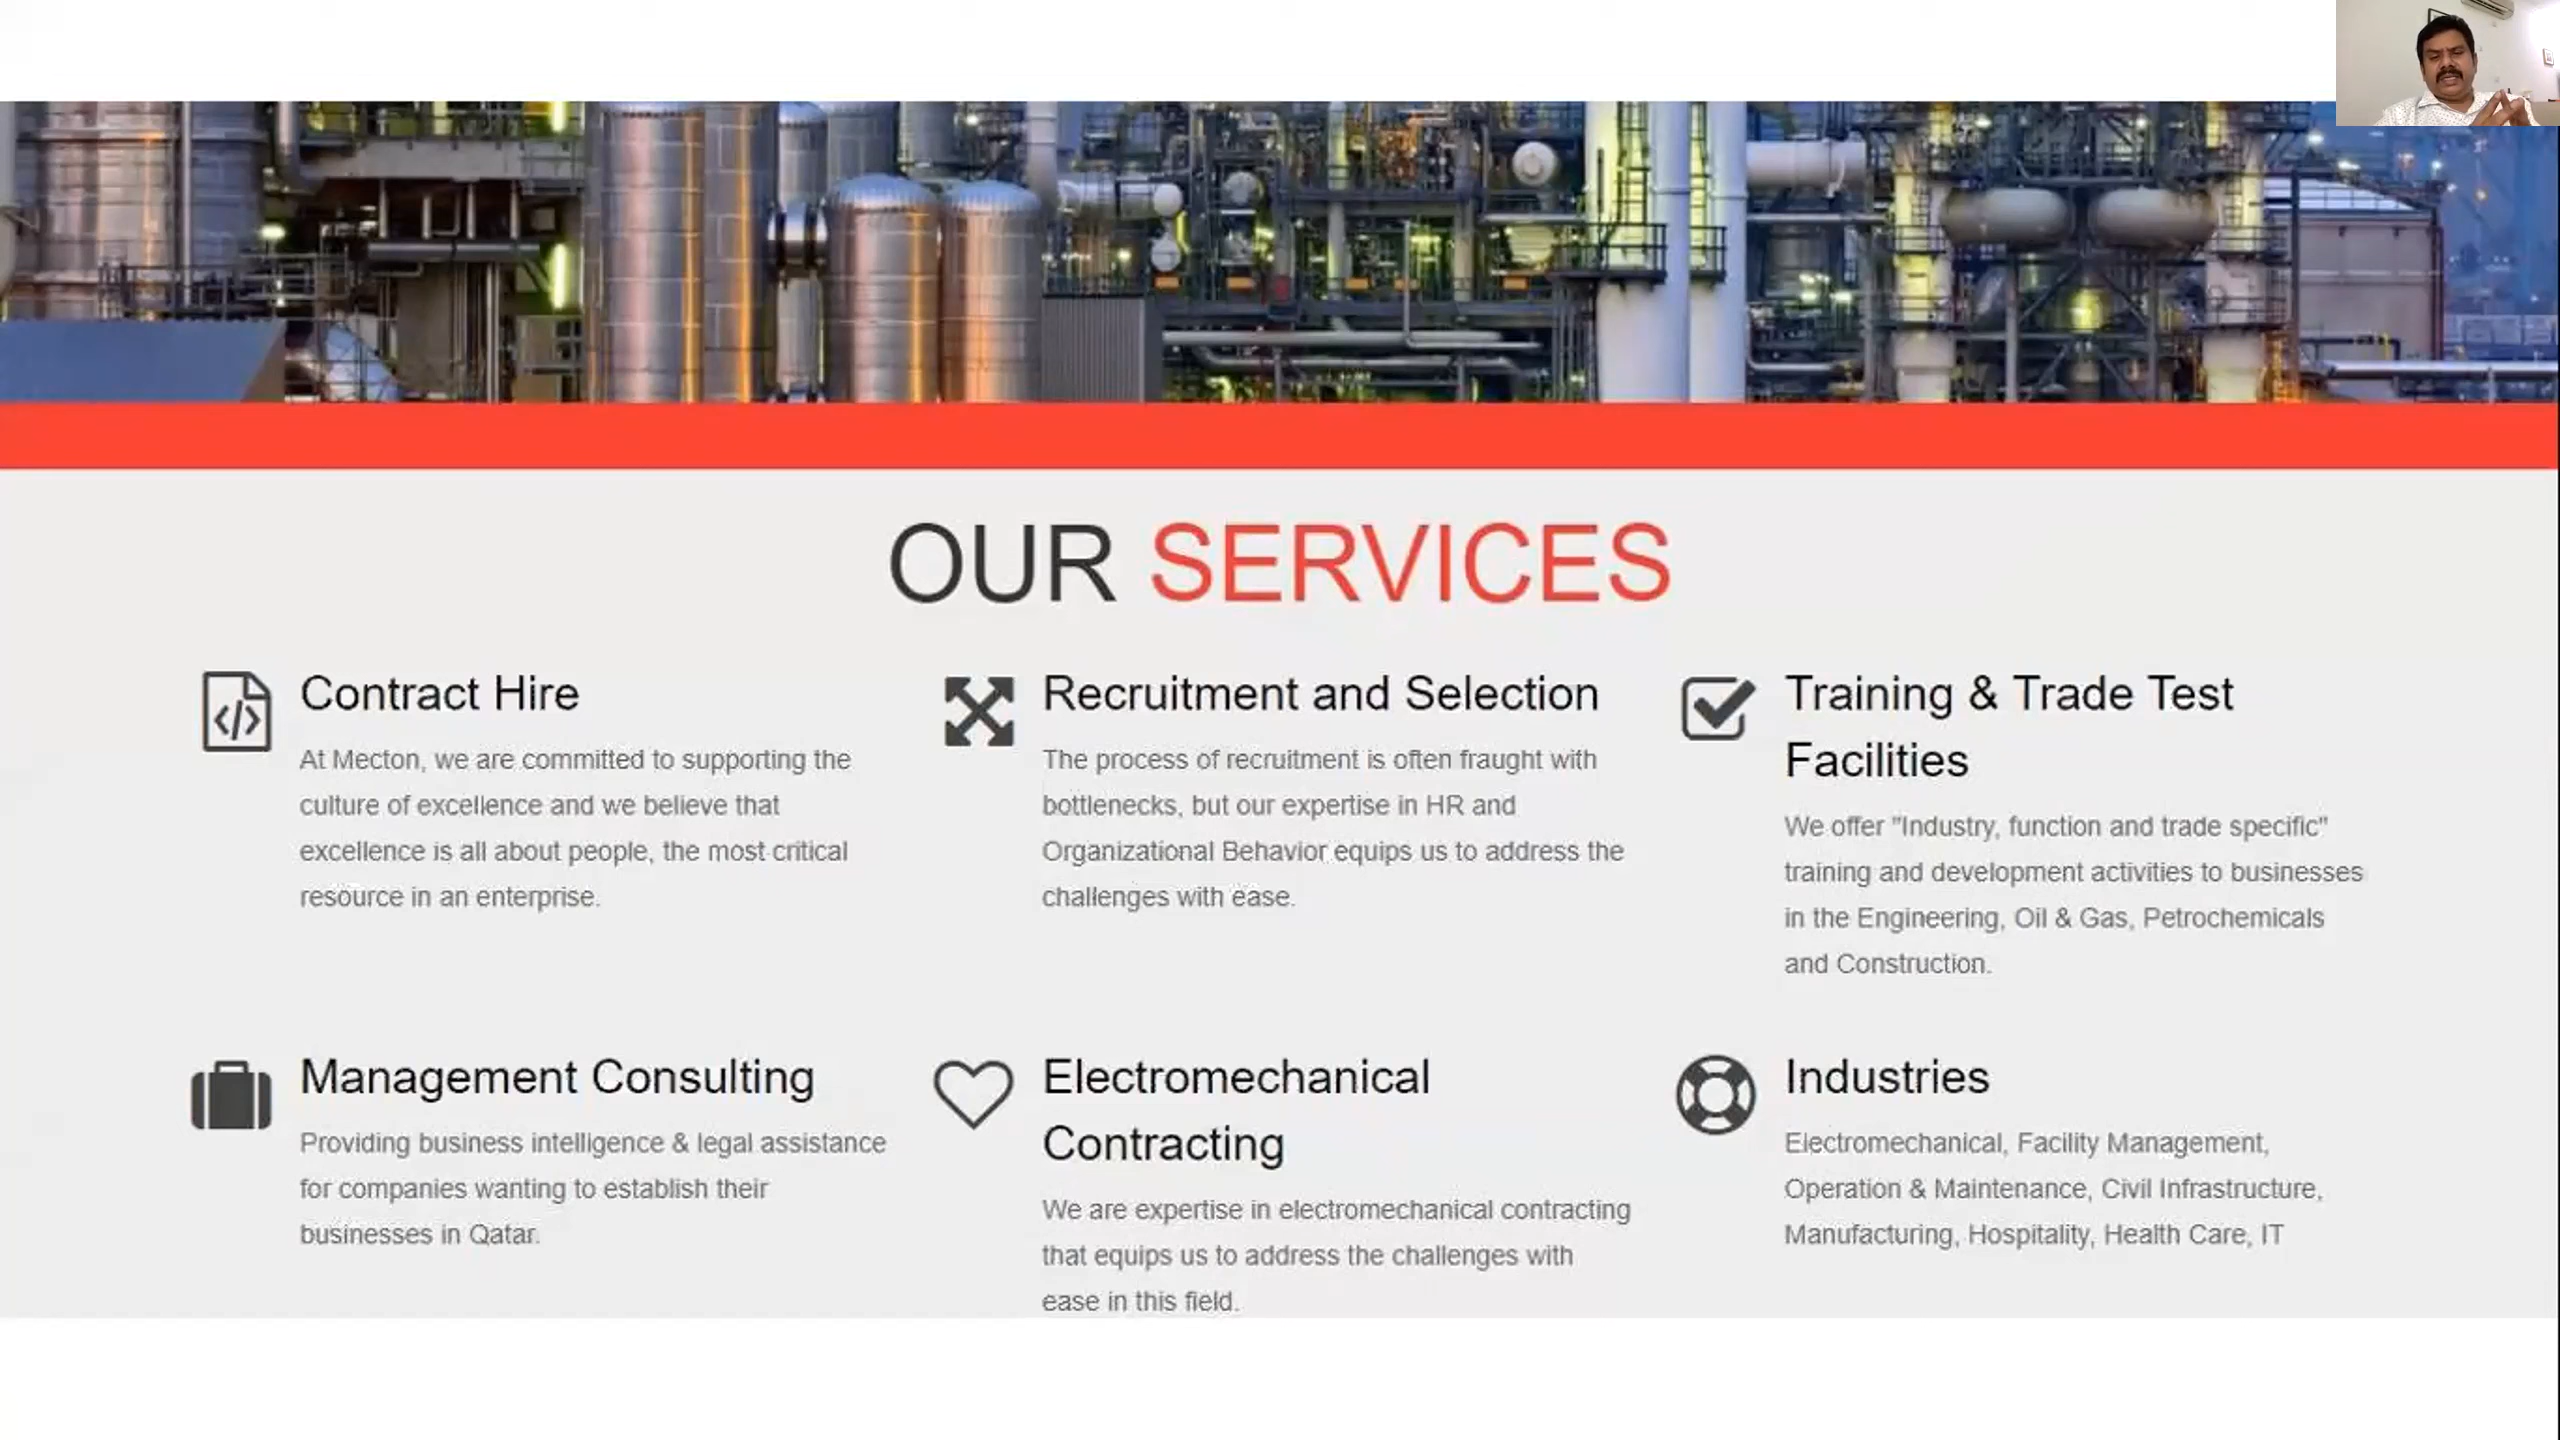 OUR SERVICES
Contract Hire
At Mecton, we are committed to supporting the
culture of excellence and we believe that
excellence is all about people, the most critical
resource in an enterprise.
Recruitment and Selection
The process of recruitment is often fraught with
bottlenecks, but our expertise in HR and
Organizational Behavior equips us to address the
challenges with ease.
Training & Trade Test
Facilities
We offer "Industry, function and trade specific"
training and development activities to businesses
in the Engineering, Oil & Gas, Petrochemicals
and Construction.
Management Consulting
Providing business intelligence & legal assistance
for companies wanting to establish their
businesses in Qatar.
Electromechanical
Contracting
We are expertise in electromechanical contracting
that equips us to address the challenges with
ease in this field.
Industries
Electromechanical, Facility Management,
Operation & Maintenance, Civil Infrastructure,
Manufacturing, Hospitality, Health Care, IT